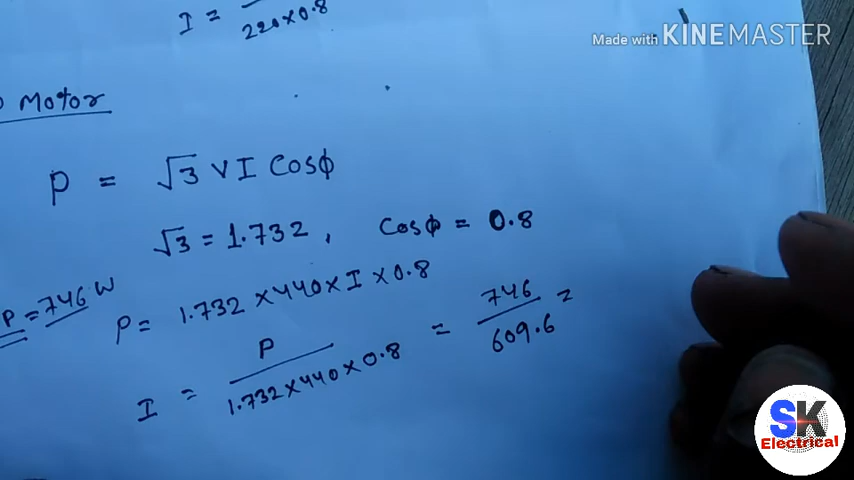 I =
220×0.8
Made with KINEMASTER
Motor
P = √3 V I Cosϕ
√3 = 1.732, Cosϕ = 0.8
P = 746 W
P = 1.732 × 440 × I × 0.8
I = P / 1.732×440×0.8 = 746 / 609.6 =
SK
Electrical